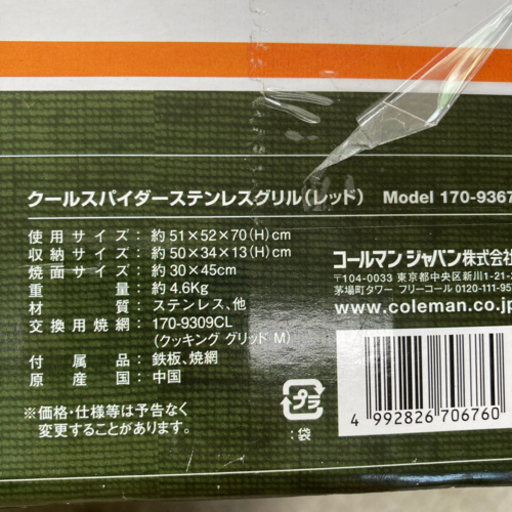 クールスパイダーステンレスグリル(レッド) Model 170-9367
使用サイズ:約51×52×70(H)cm
収納サイズ:約50×34×13(H)cm
焼面サイズ:約30×45cm
重量:約4.6Kg
材質:ステンレス、他
交換用焼網:170-9309CL
(クッキング グリッド M)
付属品:鉄板、焼網
原産国:中国
※価格・仕様等は予告なく
変更することがあります。
コールマン ジャパン株式会
〒104-0033 東京都中央区新川1-21-
茅場町タワー フリーコール 0120-111-95
www.coleman.co.jp
プラ
:袋
4 992826 706760